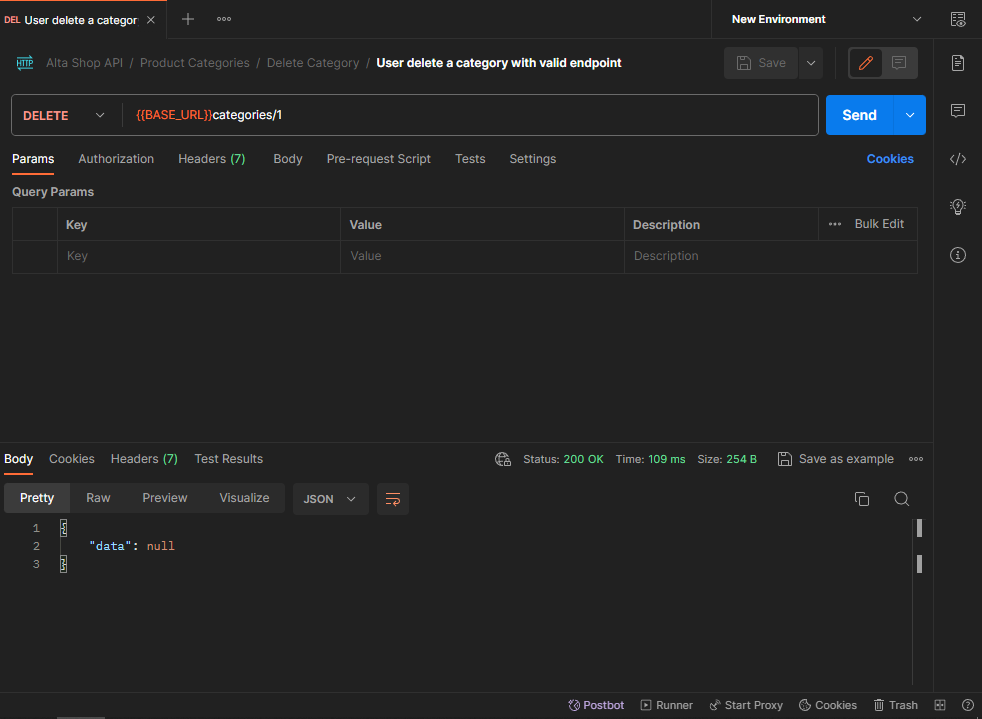 DEL User delete a categor
New Environment
HTTP Alta Shop API / Product Categories / Delete Category / User delete a category with valid endpoint
Save
DELETE {{BASE_URL}}categories/1 Send
Params Authorization Headers (7) Body Pre-request Script Tests Settings Cookies
Query Params
Key Value Description Bulk Edit
Key Value Description
Body Cookies Headers (7) Test Results Status: 200 OK Time: 109 ms Size: 254 B Save as example
Pretty Raw Preview Visualize JSON
1 {
2 "data": null
3 }
Postbot Runner Start Proxy Cookies Trash